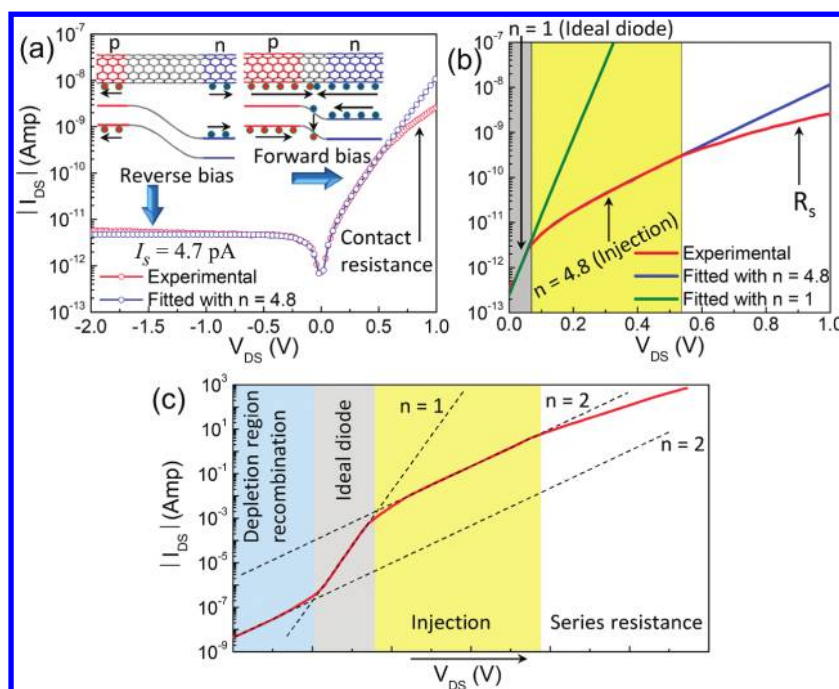 (a)
p n p n
10⁻⁷
10⁻⁸
10⁻⁹
10⁻¹⁰
10⁻¹¹
10⁻¹²
10⁻¹³
| I_DS | (Amp)
Reverse bias
Forward bias
I_s = 4.7 pA
Contact
resistance
Experimental
Fitted with n = 4.8
-2.0 -1.5 -1.0 -0.5 0.0 0.5 1.0
V_DS (V)
n = 1 (Ideal diode)
(b)
10⁻⁷
10⁻⁸
10⁻⁹
10⁻¹⁰
10⁻¹¹
10⁻¹²
10⁻¹³
| I_DS | (Amp)
n = 4.8 (Injection)
R_s
Experimental
Fitted with n = 4.8
Fitted with n = 1
0.0 0.2 0.4 0.6 0.8 1.0
V_DS (V)
(c)
10³
10¹
10⁻¹
10⁻³
10⁻⁵
10⁻⁷
10⁻⁹
| I_DS | (Amp)
Depletion region
recombination
Ideal diode
n = 1
n = 2
n = 2
Injection
Series resistance
V_DS (V)